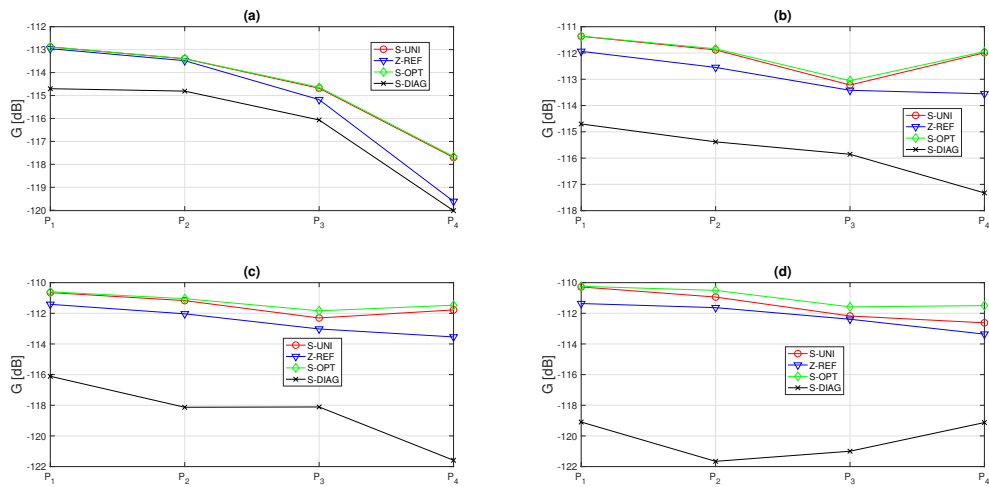 (a)
-112
-113
-114
-115
-116
-117
-118
-119
-120
G [dB]
P1
P2
P3
P4
S-UNI
Z-REF
S-OPT
S-DIAG
(b)
-111
-112
-113
-114
-115
-116
-117
-118
G [dB]
P1
P2
P3
P4
S-UNI
Z-REF
S-OPT
S-DIAG
(c)
-110
-112
-114
-116
-118
-120
-122
G [dB]
P1
P2
P3
P4
S-UNI
Z-REF
S-OPT
S-DIAG
(d)
-110
-112
-114
-116
-118
-120
-122
G [dB]
P1
P2
P3
P4
S-UNI
Z-REF
S-OPT
S-DIAG